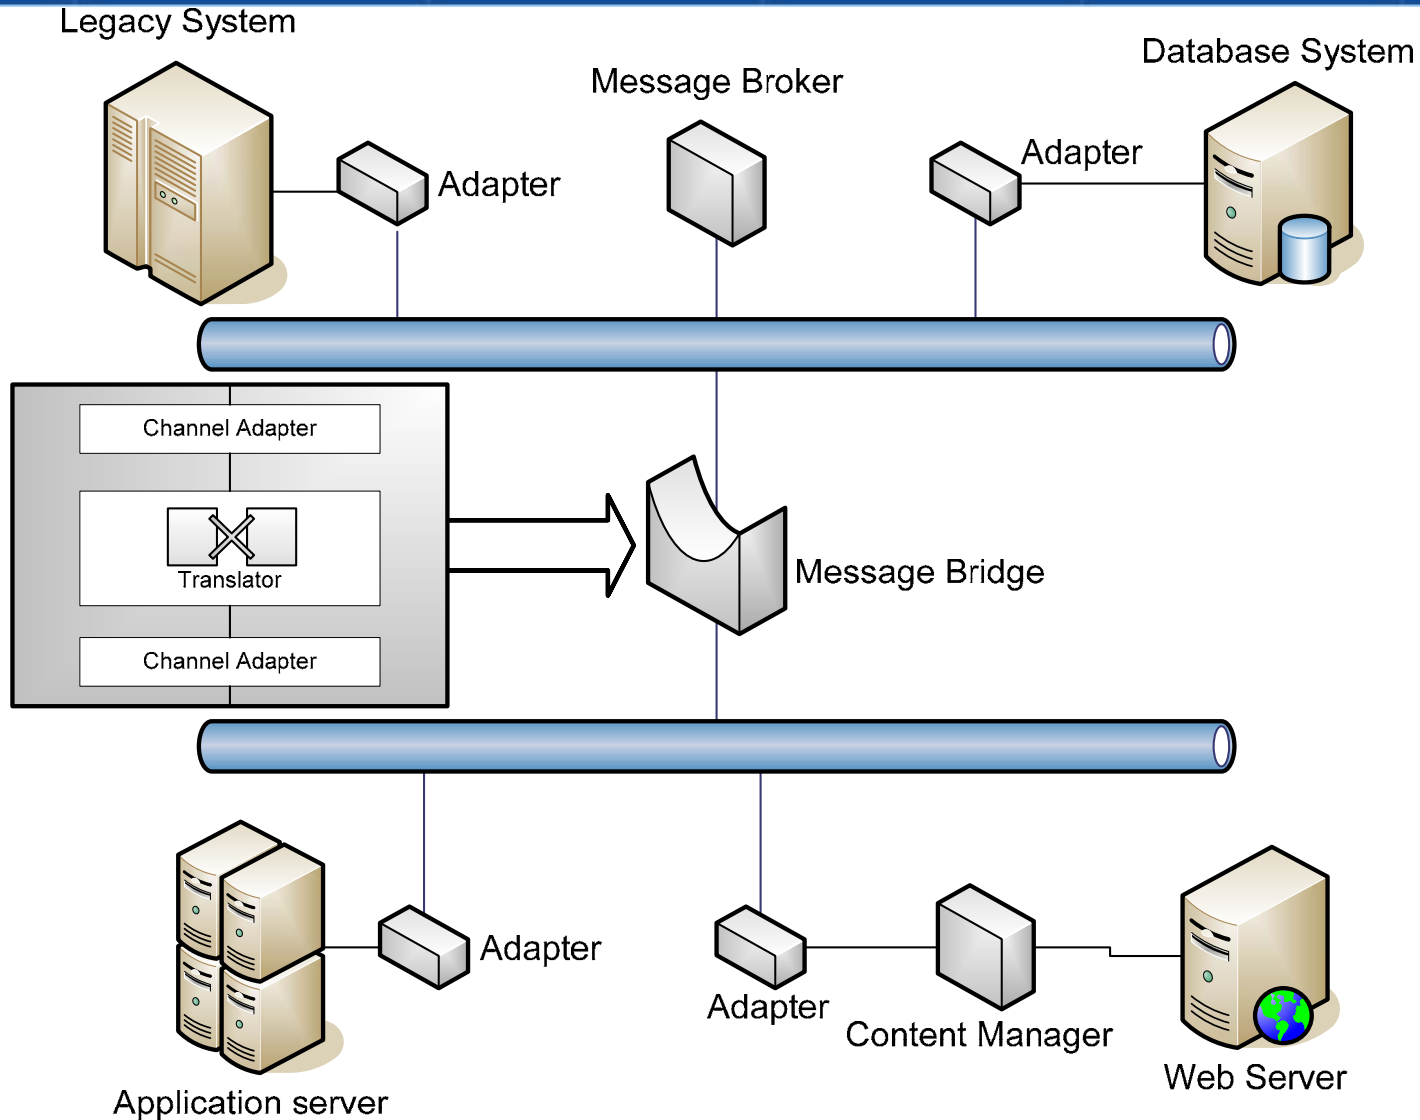 Legacy System
Database System
Message Broker
Adapter
Adapter
Channel Adapter
Translator
Channel Adapter
Message Bridge
Adapter
Adapter
Content Manager
Web Server
Application server